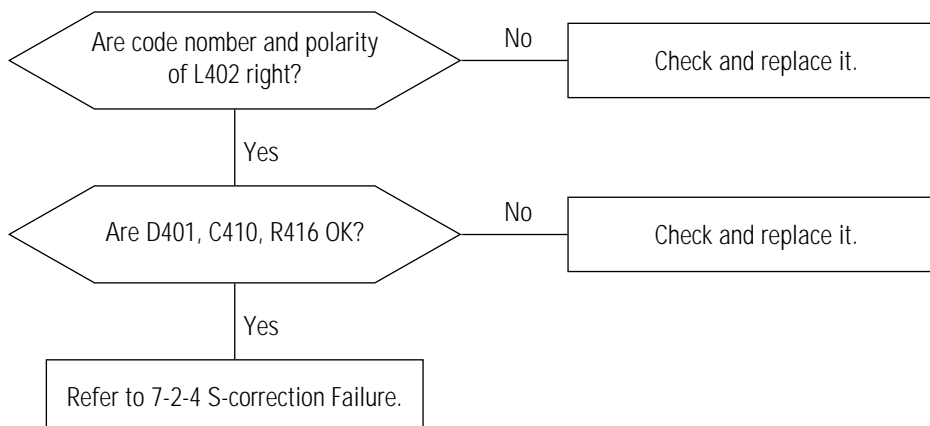 Are code nomber and polarity
of L402 right?
No
Check and replace it.
Yes
Are D401, C410, R416 OK?
No
Check and replace it.
Yes
Refer to 7-2-4 S-correction Failure.